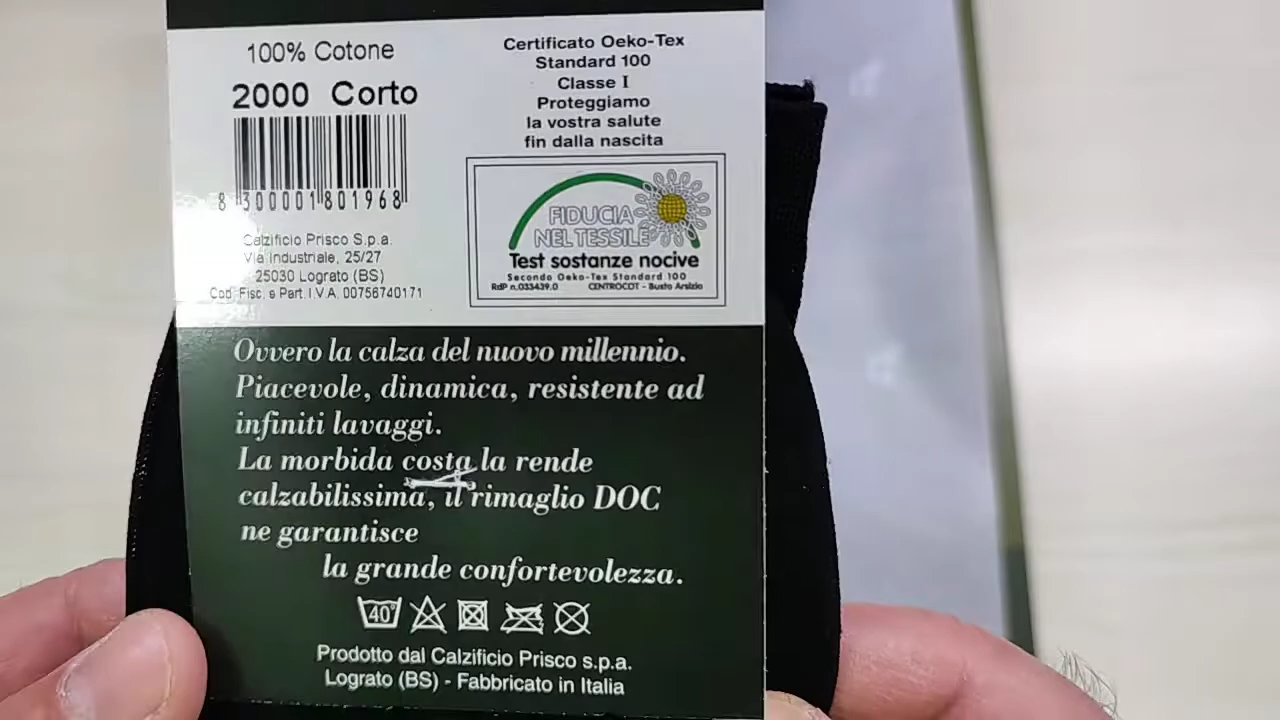 100% Cotone
2000 Corto
8 300001 801968
Calzificio Prisco S.p.a.
Via Industriale, 25/27
25030 Lograto (BS)
Cod. Fisc. e Part. I.V.A. 00756740171
Certificato Oeko-Tex
Standard 100
Classe I
Proteggiamo
la vostra salute
fin dalla nascita
FIDUCIA
NEL TESSILE
Test sostanze nocive
Secondo Oeko-Tex Standard 100
RdP n.033439.0 CENTROCOT - Busto Arsizio
Ovvero la calza del nuovo millennio.
Piacevole, dinamica, resistente ad
infiniti lavaggi.
La morbida costa la rende
calzabilissima, il rimaglio DOC
ne garantisce
la grande confortevolezza.
40°
Prodotto dal Calzificio Prisco s.p.a.
Lograto (BS) - Fabbricato in Italia